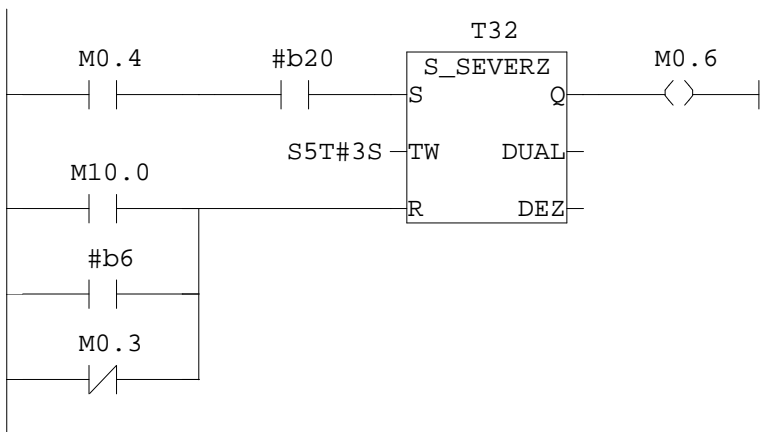 T32
M0.4 #b20 S_SEVERZ M0.6
S Q
S5T#3S TW DUAL
M10.0
R DEZ
#b6
M0.3